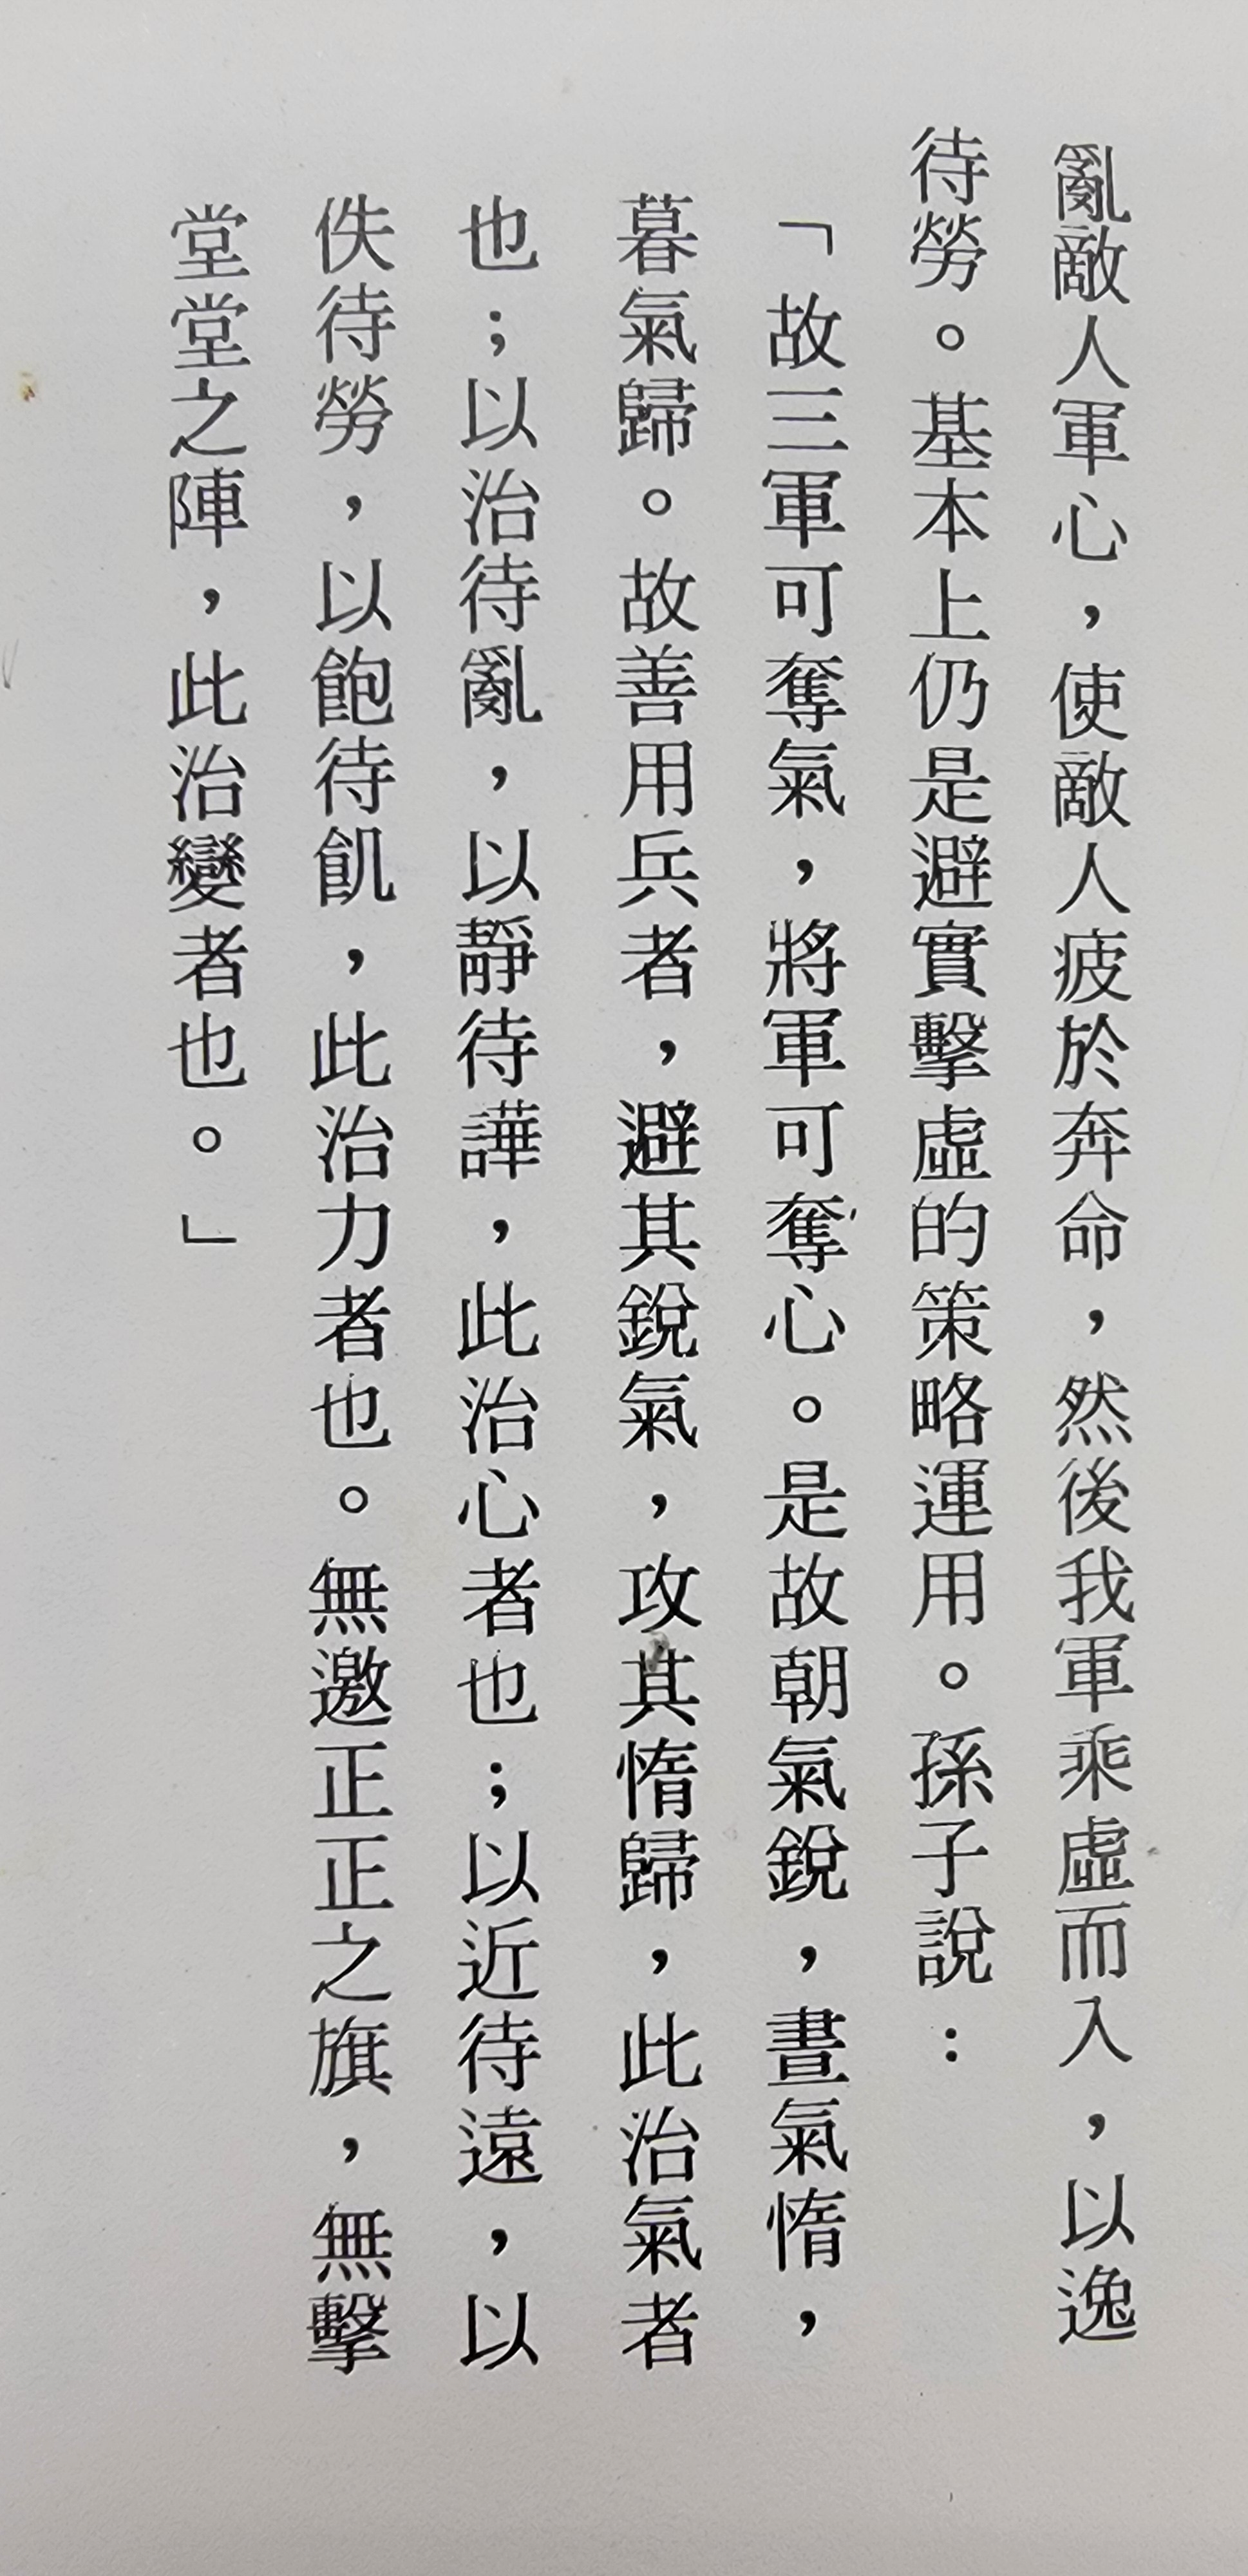 亂敵人軍心，使敵人疲於奔命，然後我軍乘虛而入，以逸
待勞。基本上仍是避實擊虛的策略運用。孫子說：
「故三軍可奪氣，將軍可奪心。是故朝氣銳，晝氣惰，
暮氣歸。故善用兵者，避其銳氣，攻其惰歸，此治氣者
也；以治待亂，以靜待譁，此治心者也；以近待遠，以
佚待勞，以飽待飢，此治力者也。無邀正正之旗，無擊
堂堂之陣，此治變者也。」